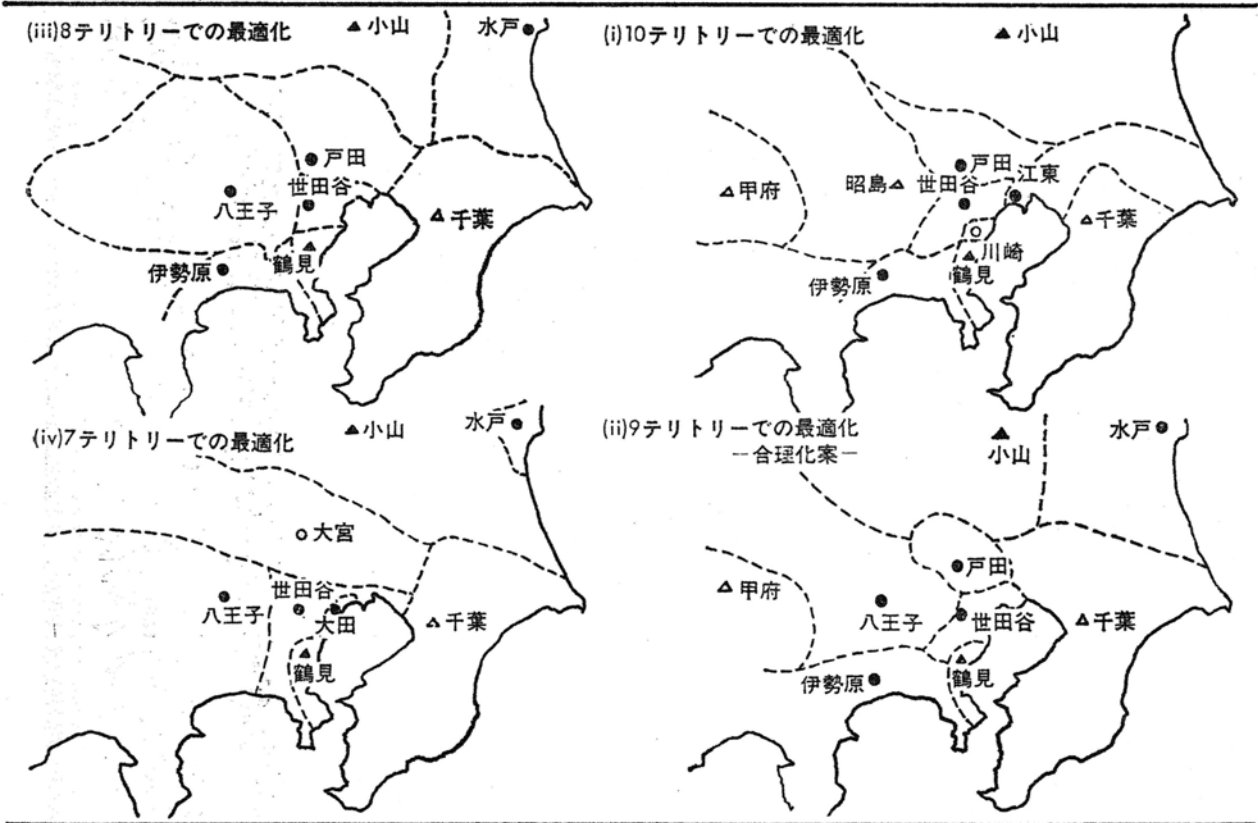 (iii)8テリトリーでの最適化
▲小山
水戸●
●戸田
世田谷
●
●
八王子
△千葉
▲
鶴見
伊勢原●
(i)10テリトリーでの最適化
▲小山
●戸田
江東
昭島△
世田谷
△甲府
△千葉
○
川崎
▲
鶴見
伊勢原●
(iv)7テリトリーでの最適化
▲小山
水戸
●
○大宮
世田谷
●
八王子
大田
△千葉
▲
鶴見
(ii)9テリトリーでの最適化
―合理化案―
▲
小山
水戸●
●
戸田
△甲府
八王子●
世田谷
△千葉
▲
鶴見
伊勢原●